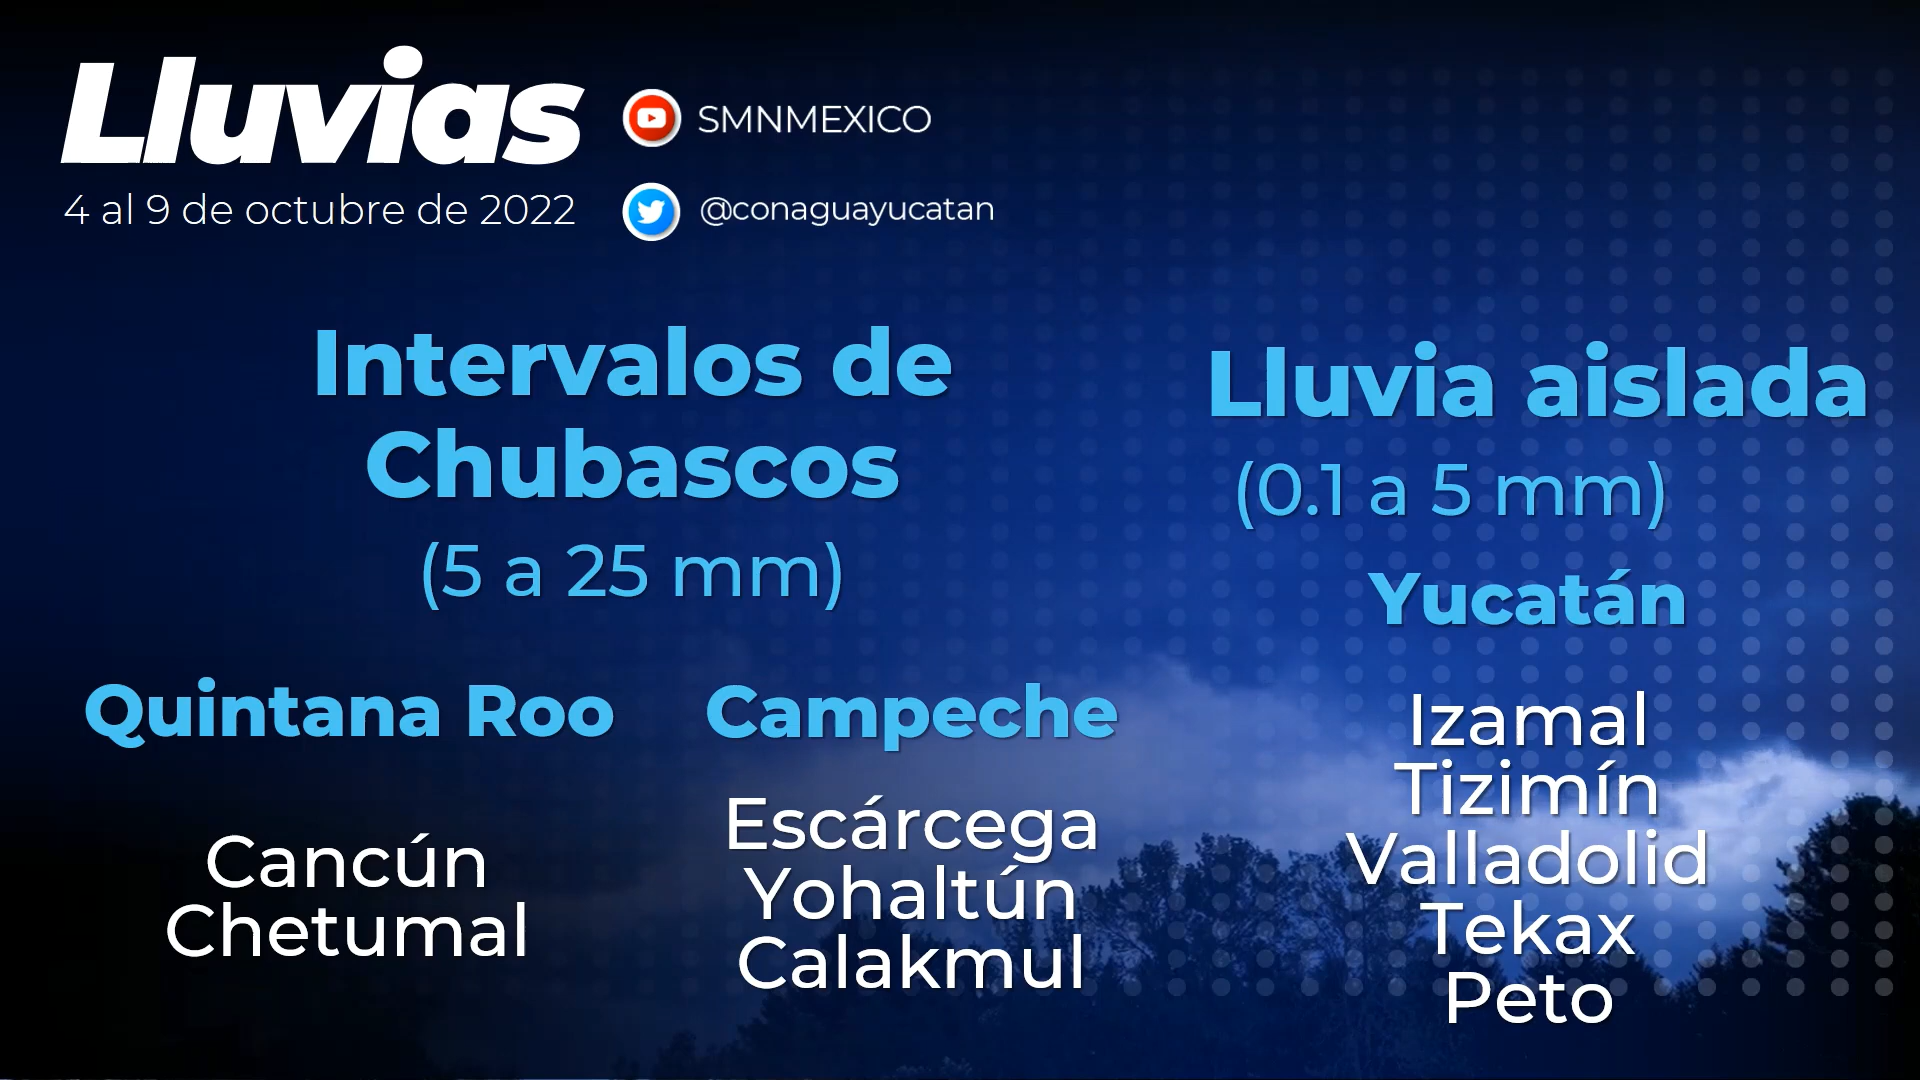 Lluvias
4 al 9 de octubre de 2022
SMNMEXICO
@conaguayucatan
Intervalos de
Chubascos
(5 a 25 mm)
Quintana Roo
Cancún
Chetumal
Campeche
Escárcega
Yohaltún
Calakmul
Lluvia aislada
(0.1 a 5 mm)
Yucatán
Izamal
Tizimín
Valladolid
Tekax
Peto